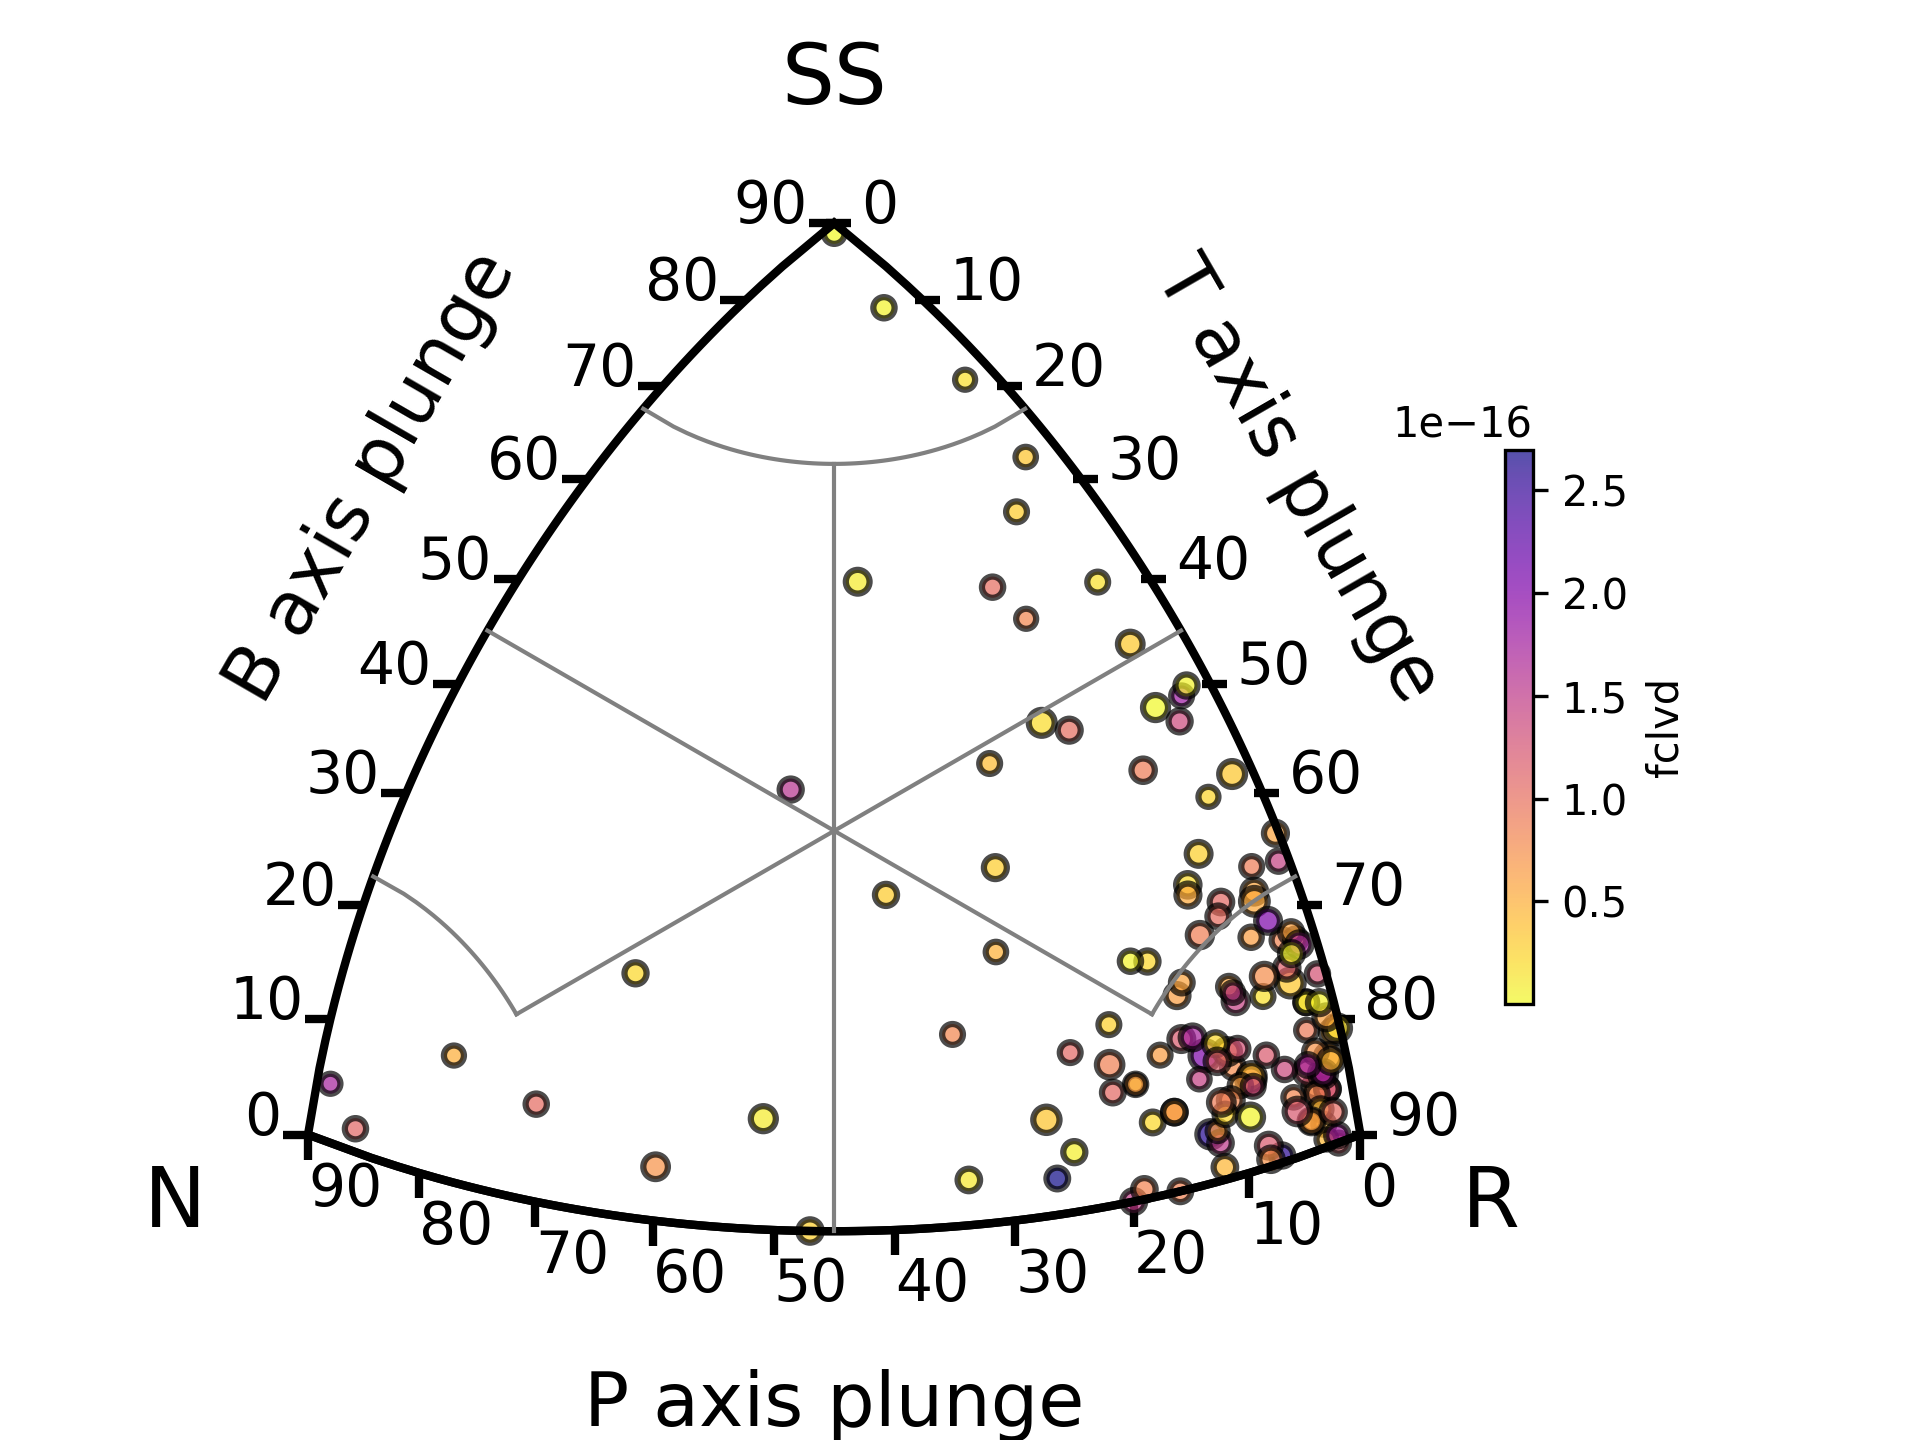 SS
90 0
80 10
70 20
60 30
50 40
40 50
30 60
20 70
10 80
0 90
B axis plunge
T axis plunge
N
R
90 80 70 60 50 40 30 20 10 0
P axis plunge
1e−16
2.5
2.0
1.5
1.0
0.5
fclvd